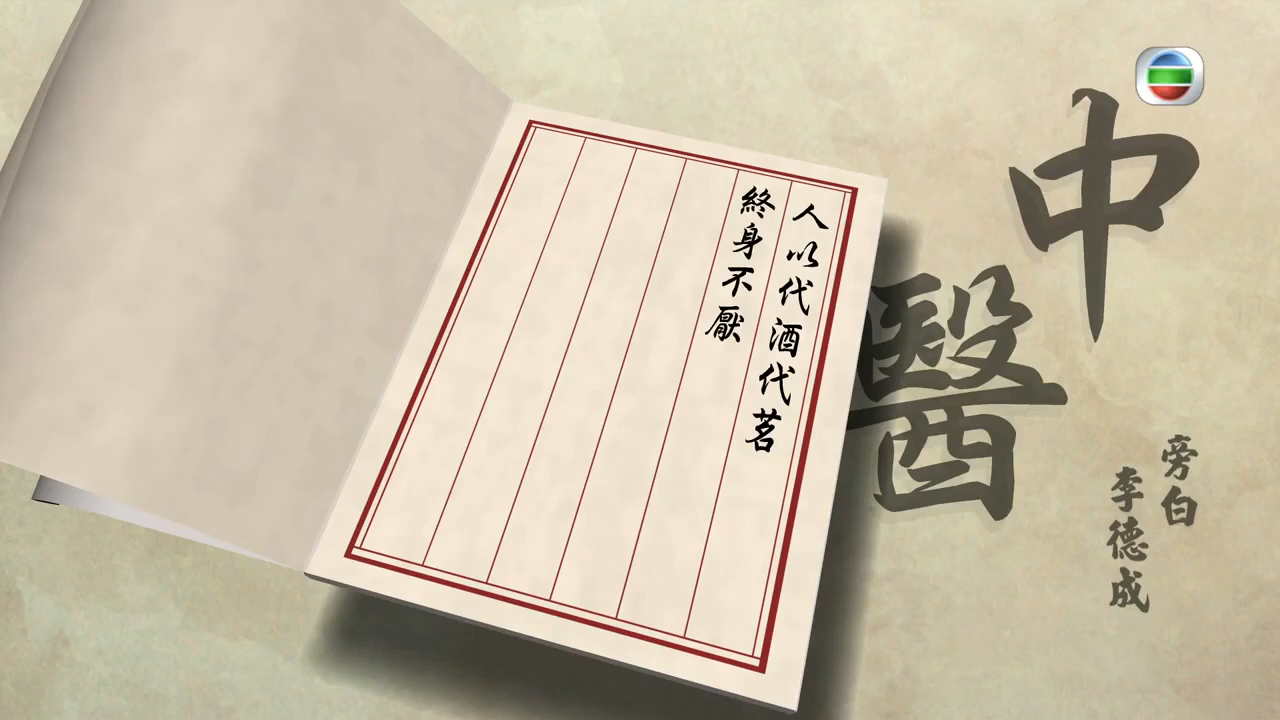 人以代酒代茗
終身不厭
中醫
旁白
李德成